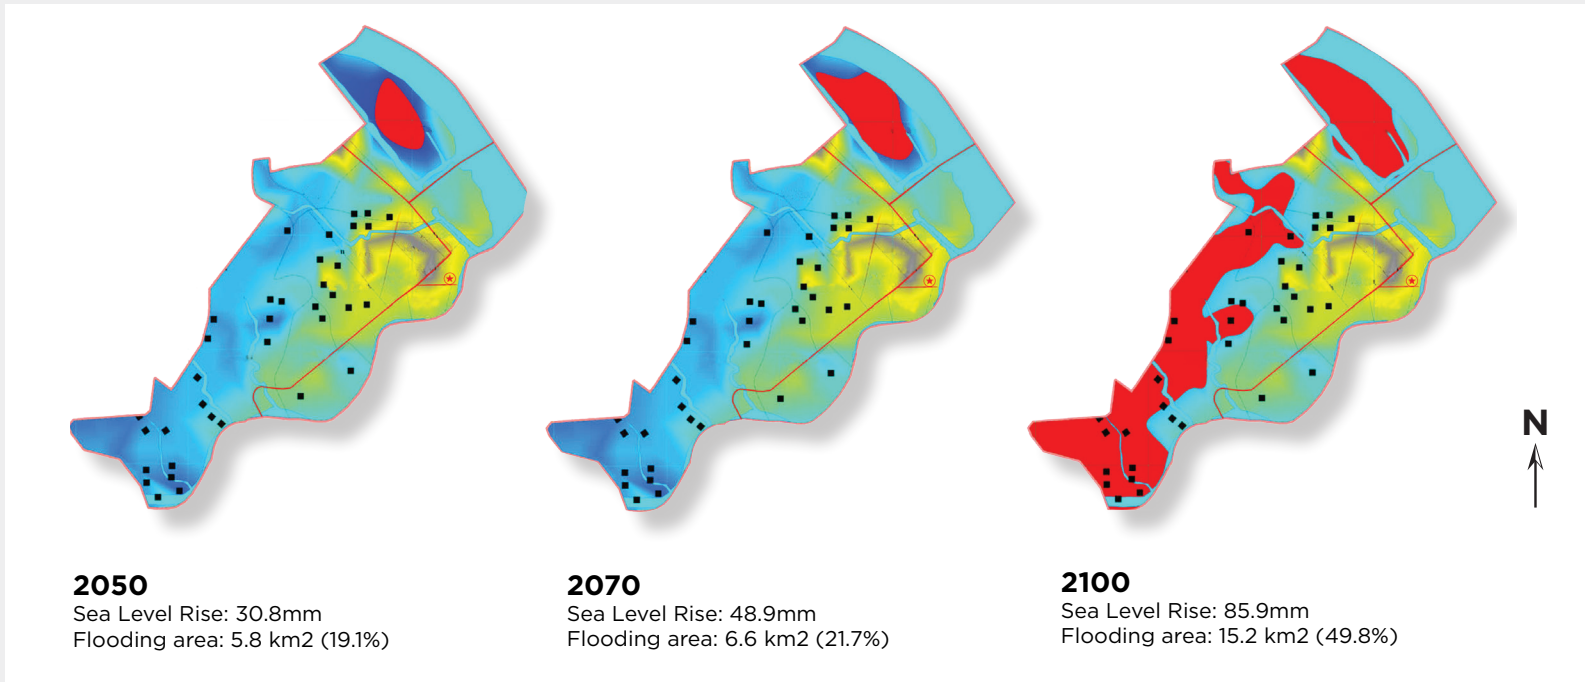 N
2050
Sea Level Rise: 30.8mm
Flooding area: 5.8 km2 (19.1%)
2070
Sea Level Rise: 48.9mm
Flooding area: 6.6 km2 (21.7%)
2100
Sea Level Rise: 85.9mm
Flooding area: 15.2 km2 (49.8%)